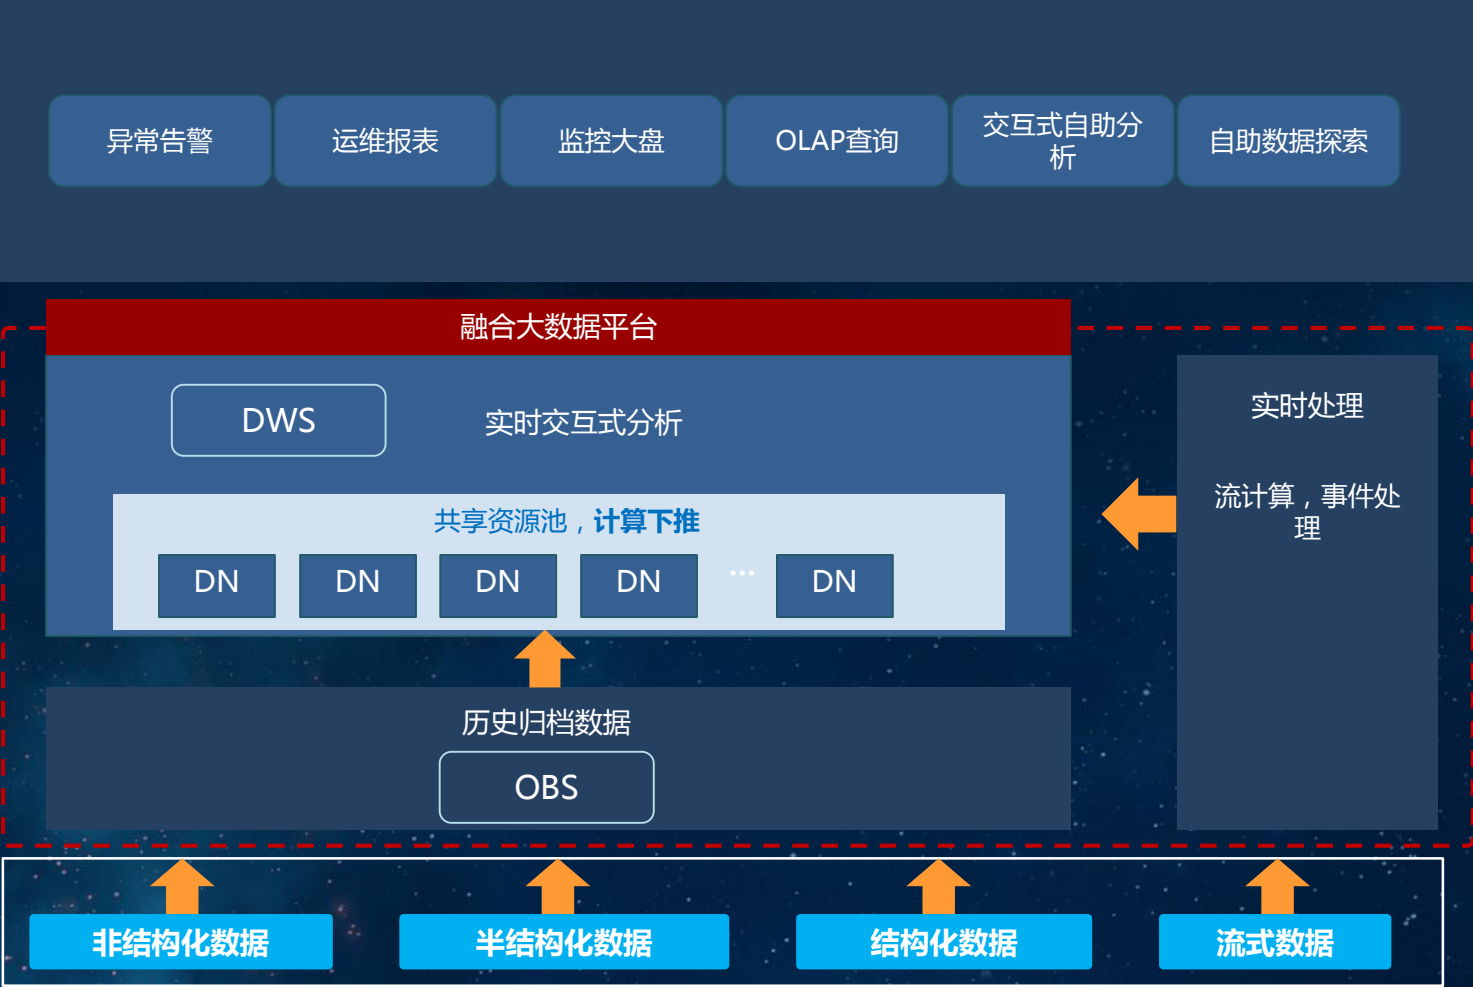 异常告警
运维报表
监控大盘
OLAP查询
交互式自助分
析
自助数据探索
融合大数据平台
DWS
实时交互式分析
共享资源池，计算下推
DN
DN
DN
DN
...
DN
实时处理
流计算，事件处
理
历史归档数据
OBS
非结构化数据
半结构化数据
结构化数据
流式数据